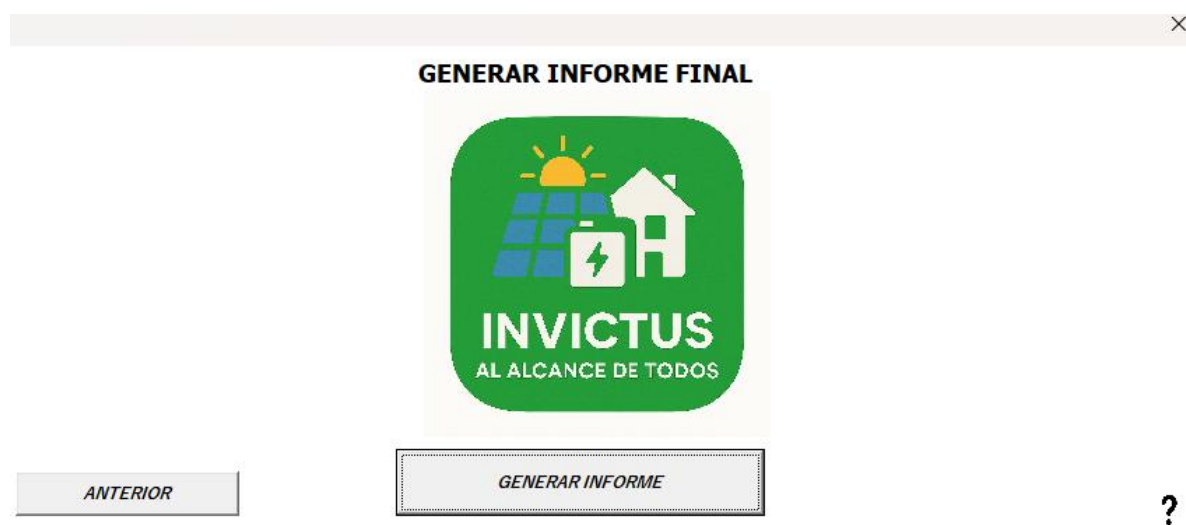 GENERAR INFORME FINAL
INVICTUS
AL ALCANCE DE TODOS
GENERAR INFORME
ANTERIOR
?